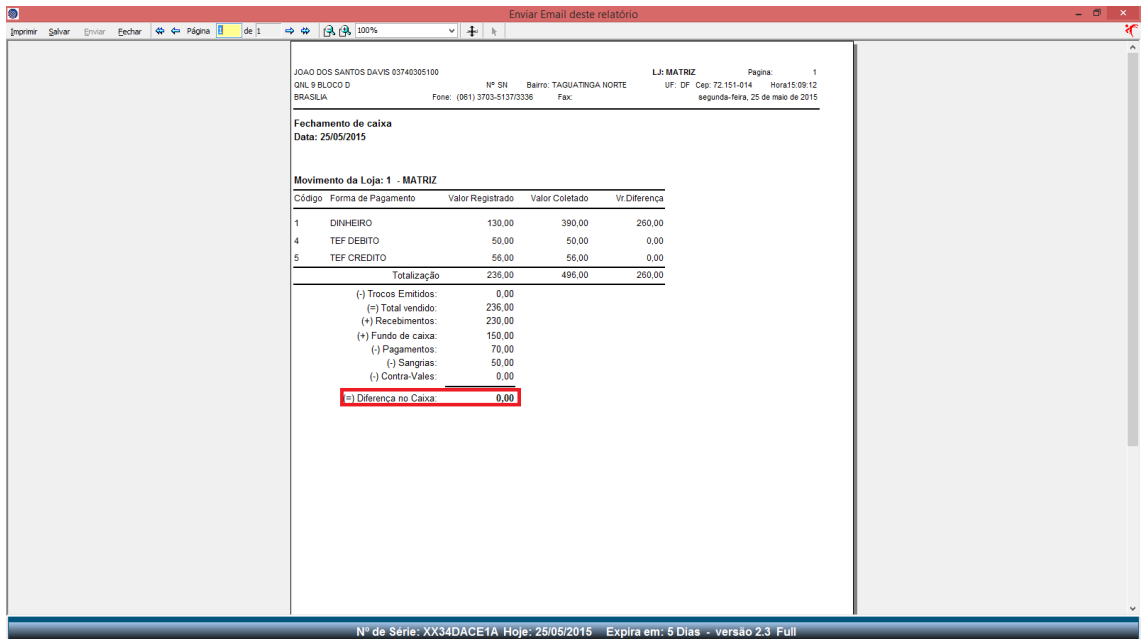 Enviar Email deste relatório
Imprimir Salvar Enviar Fechar Página 1 de 1 100%
JOAO DOS SANTOS DAVIS 03740305100 LJ: MATRIZ Pagina: 1
QNL 9 BLOCO D Nº SN Bairro: TAGUATINGA NORTE UF: DF Cep: 72.151-014 Hora15:09:12
BRASILIA Fone: (061) 3703-5137/3336 Fax: segunda-feira, 25 de maio de 2015
Fechamento de caixa
Data: 25/05/2015
Movimento da Loja: 1 - MATRIZ
Código Forma de Pagamento Valor Registrado Valor Coletado Vr.Diferença
1 DINHEIRO 130,00 390,00 260,00
4 TEF DEBITO 50,00 50,00 0,00
5 TEF CREDITO 56,00 56,00 0,00
Totalização 236,00 496,00 260,00
(-) Trocos Emitidos: 0,00
(=) Total vendido: 236,00
(+) Recebimentos: 230,00
(+) Fundo de caixa: 150,00
(-) Pagamentos: 70,00
(-) Sangrias: 50,00
(-) Contra-Vales: 0,00
(=) Diferença no Caixa: 0,00
Nº de Série: XX34DACE1A Hoje: 25/05/2015 Expira em: 5 Dias - versão 2.3 Full